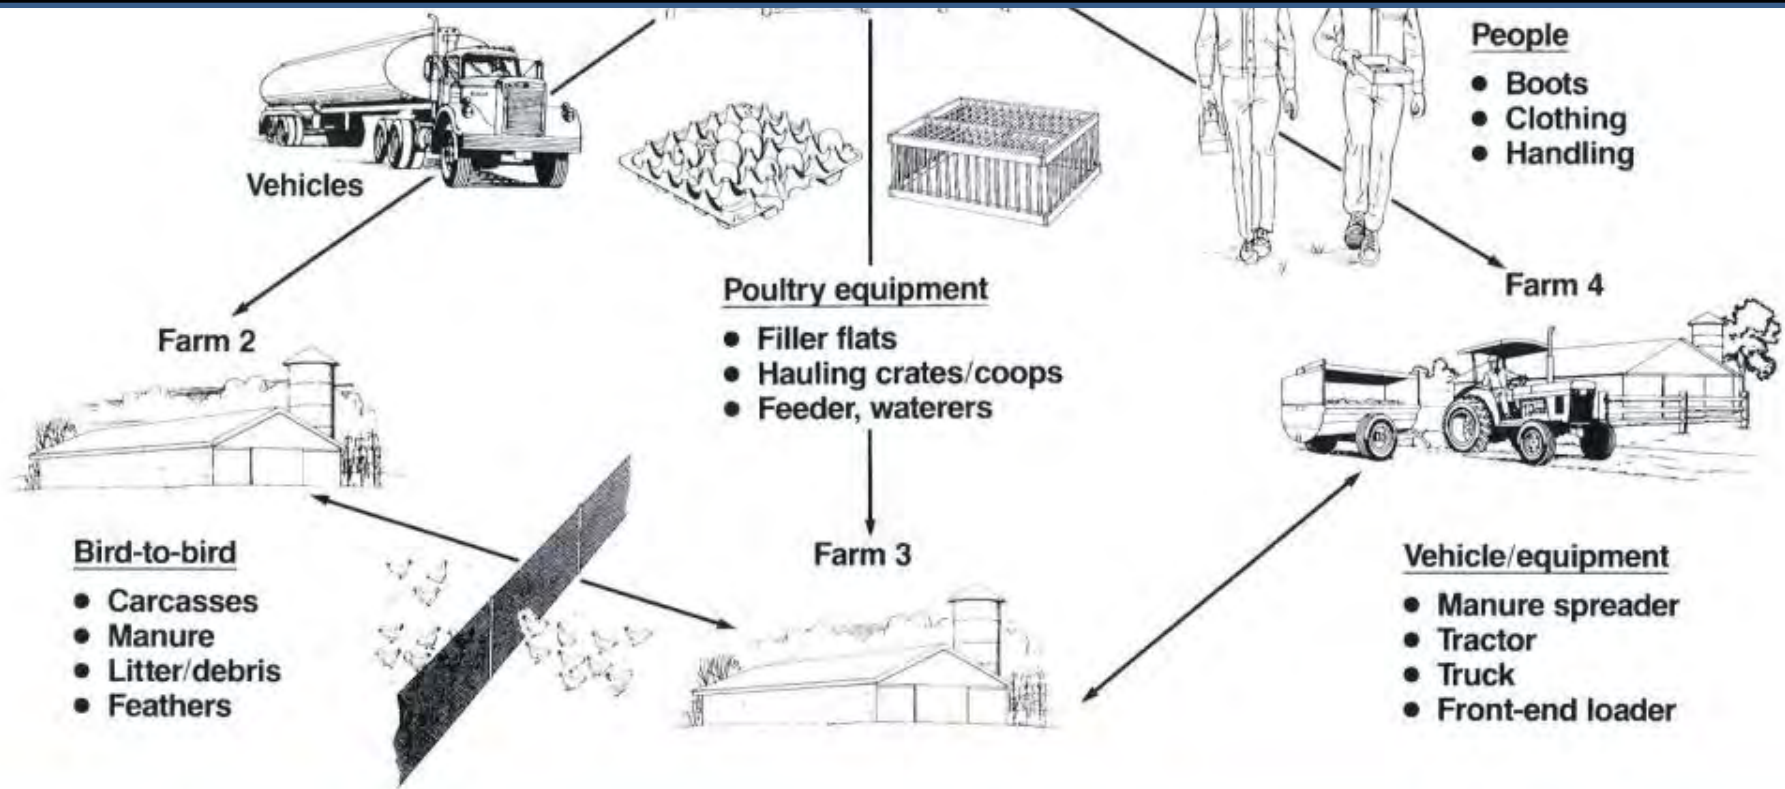 People
● Boots
● Clothing
● Handling
Vehicles
Poultry equipment
● Filler flats
● Hauling crates/coops
● Feeder, waterers
Farm 4
Farm 2
Bird-to-bird
● Carcasses
● Manure
● Litter/debris
● Feathers
Farm 3
Vehicle/equipment
● Manure spreader
● Tractor
● Truck
● Front-end loader